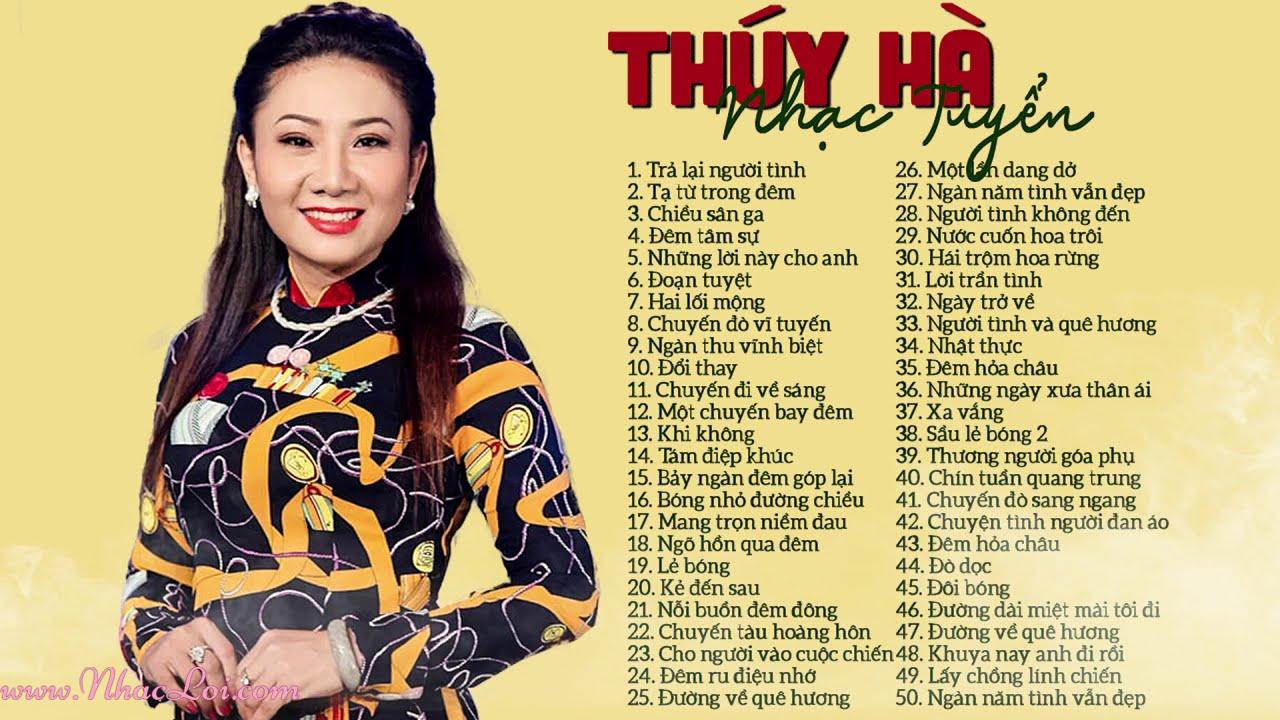 THÚY HÀ
Nhạc Tuyển
1. Trả lại người tình
2. Tạ từ trong đêm
3. Chiều sân ga
4. Đêm tâm sự
5. Những lời này cho anh
6. Đoạn tuyệt
7. Hai lối mộng
8. Chuyến đò vĩ tuyến
9. Ngàn thu vĩnh biệt
10. Đổi thay
11. Chuyến đi về sáng
12. Một chuyến bay đêm
13. Khi không
14. Tám điệp khúc
15. Bảy ngàn đêm góp lại
16. Bóng nhỏ đường chiều
17. Mang trọn niềm đau
18. Ngõ hồn qua đêm
19. Lẻ bóng
20. Kẻ đến sau
21. Nỗi buồn đêm đông
22. Chuyến tàu hoàng hôn
23. Cho người vào cuộc chiến
24. Đêm ru điệu nhớ
25. Đường về quê hương
26. Một lần dang dở
27. Ngàn năm tình vẫn đẹp
28. Người tình không đến
29. Nước cuốn hoa trôi
30. Hái trộm hoa rừng
31. Lời trần tình
32. Ngày trở về
33. Người tình và quê hương
34. Nhật thực
35. Đêm hỏa châu
36. Những ngày xưa thân ái
37. Xa vắng
38. Sầu lẻ bóng 2
39. Thương người góa phụ
40. Chín tuần quang trung
41. Chuyến đò sang ngang
42. Chuyện tình người đan áo
43. Đêm hỏa châu
44. Đò dọc
45. Đôi bóng
46. Đường dài miệt mài tôi đi
47. Đường về quê hương
48. Khuya nay anh đi rồi
49. Lấy chồng lính chiến
50. Ngàn năm tình vẫn đẹp
www.NhacLoi.com